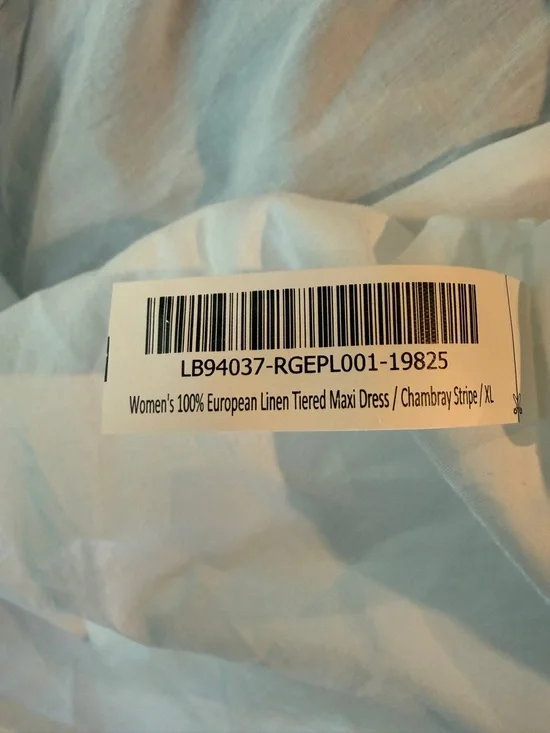 LB94037-RGEPL001-19825
Women's 100% European Linen Tiered Maxi Dress / Chambray Stripe / XL